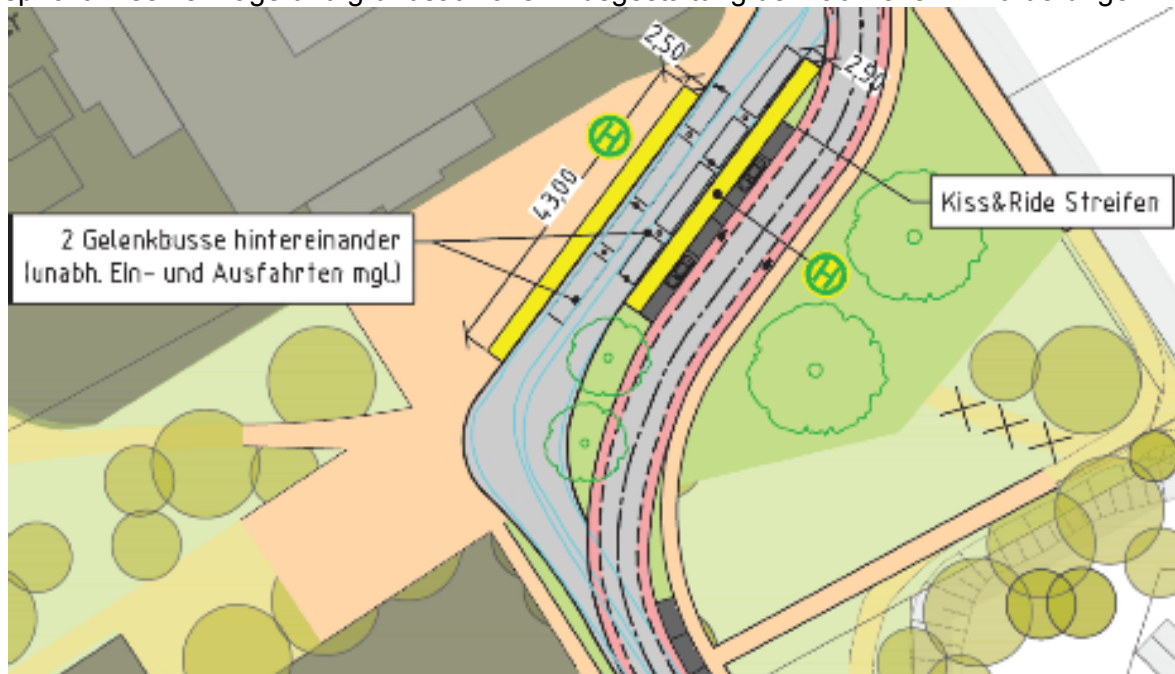 2,50
2,90
H
43,00
Kiss&Ride Streifen
2 Gelenkbusse hintereinander
(unabh. Ein- und Ausfahrten mgl.)
H